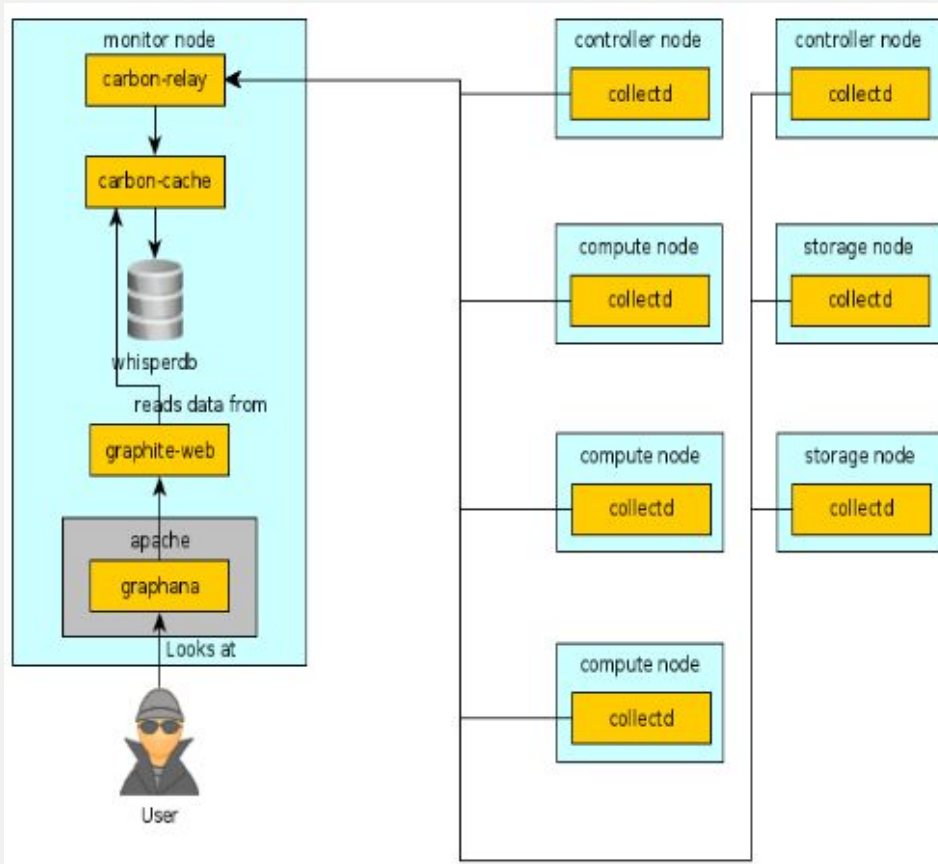 monitor node
carbon-relay
carbon-cache
whisperdb
reads data from
graphite-web
apache
graphana
Looks at
User
controller node
collectd
controller node
collectd
compute node
collectd
storage node
collectd
compute node
collectd
storage node
collectd
compute node
collectd